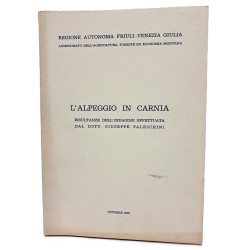 REGIONE AUTONOMA FRIULI-VENEZIA GIULIA
ASSESSORATO DELL'AGRICOLTURA, FORESTE ED ECONOMIA MONTANA
L'ALPEGGIO IN CARNIA
RISULTANZE DELL'INDAGINE EFFETTUATA
DAL DOTT. GIUSEPPE FALESCHINI
OTTOBRE